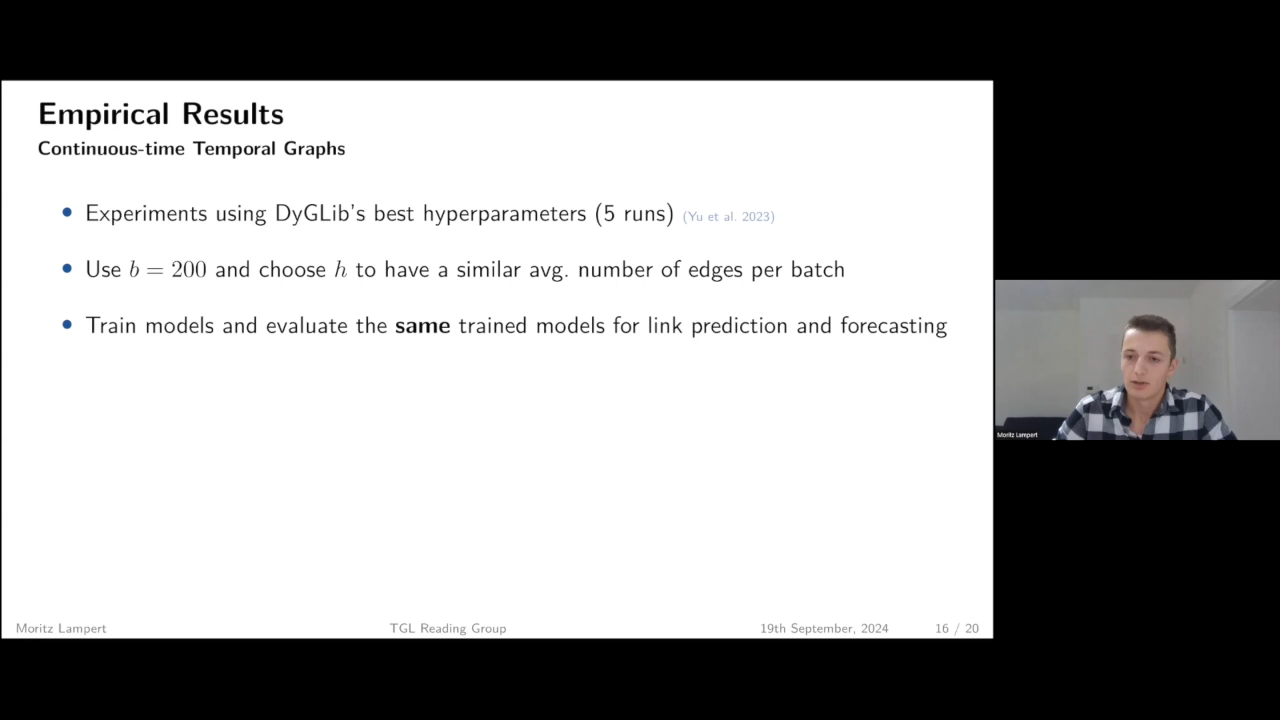 Empirical Results
Continuous-time Temporal Graphs
• Experiments using DyGLib's best hyperparameters (5 runs) (Yu et al. 2023)
• Use b = 200 and choose h to have a similar avg. number of edges per batch
• Train models and evaluate the same trained models for link prediction and forecasting
Moritz Lampert
Moritz Lampert TGL Reading Group 19th September, 2024 16 / 20